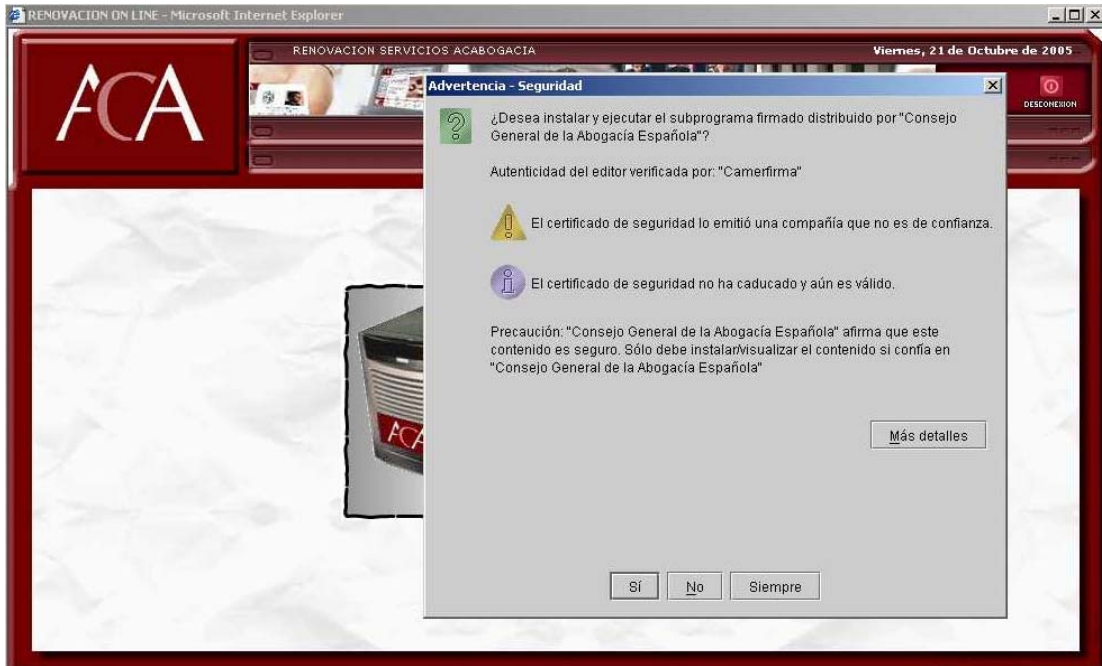 RENOVACION ON LINE - Microsoft Internet Explorer
RENOVACION SERVICIOS ACABOGACIA
Viernes, 21 de Octubre de 2005
ACA
DESCONEXION
Advertencia - Seguridad
¿Desea instalar y ejecutar el subprograma firmado distribuido por "Consejo
General de la Abogacía Española"?
Autenticidad del editor verificada por: "Camerfirma"
El certificado de seguridad lo emitió una compañía que no es de confianza.
El certificado de seguridad no ha caducado y aún es válido.
Precaución: "Consejo General de la Abogacía Española" afirma que este
contenido es seguro. Sólo debe instalar/visualizar el contenido si confía en
"Consejo General de la Abogacía Española"
Más detalles
ACA
Sí
No
Siempre